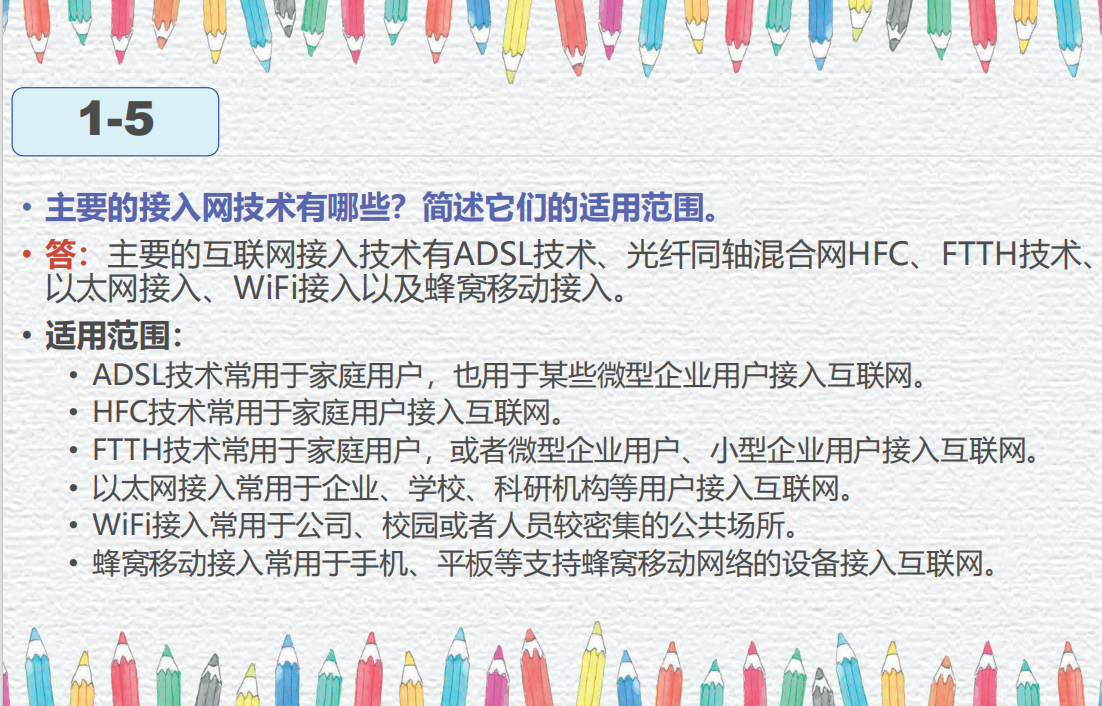 1-5
• 主要的接入网技术有哪些？简述它们的适用范围。
• 答：主要的互联网接入技术有ADSL技术、光纤同轴混合网HFC、FTTH技术、
以太网接入、WiFi接入以及蜂窝移动接入。
• 适用范围：
• ADSL技术常用于家庭用户，也用于某些微型企业用户接入互联网。
• HFC技术常用于家庭用户接入互联网。
• FTTH技术常用于家庭用户，或者微型企业用户、小型企业用户接入互联网。
• 以太网接入常用于企业、学校、科研机构等用户接入互联网。
• WiFi接入常用于公司、校园或者人员较密集的公共场所。
• 蜂窝移动接入常用于手机、平板等支持蜂窝移动网络的设备接入互联网。